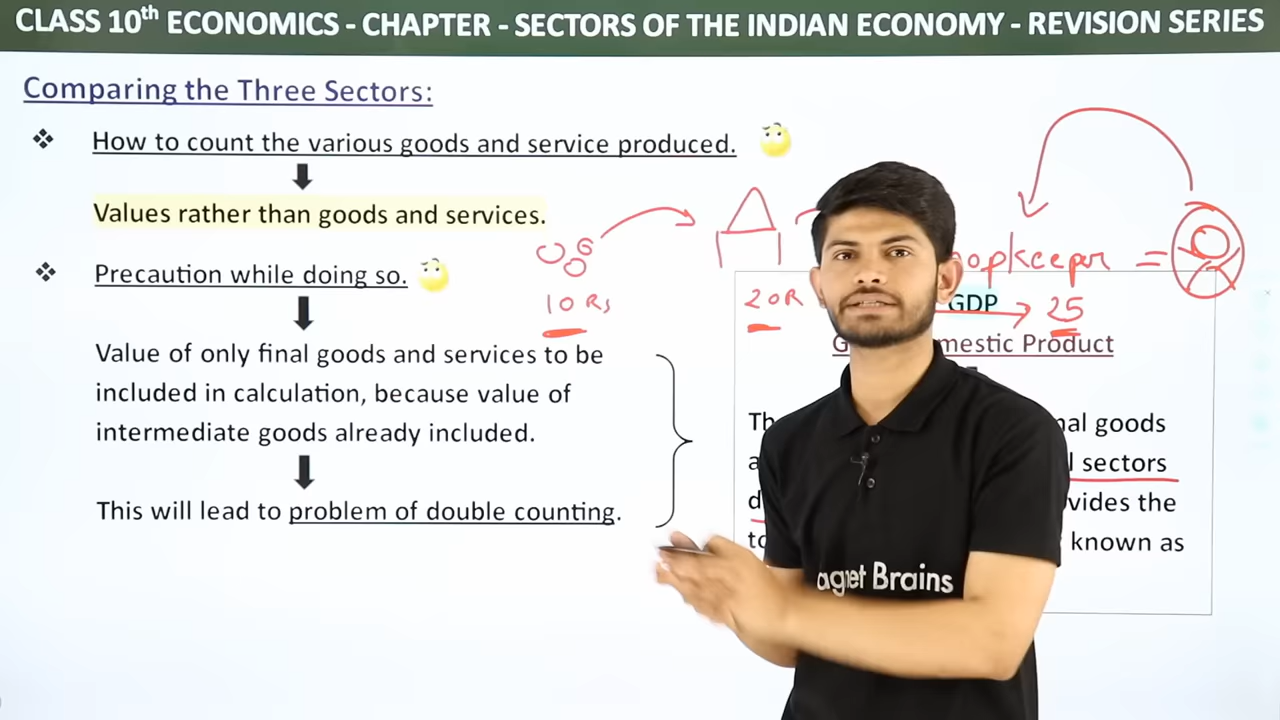 CLASS 10th ECONOMICS - CHAPTER - SECTORS OF THE INDIAN ECONOMY - REVISION SERIES
Comparing the Three Sectors:
How to count the various goods and service produced.
Values rather than goods and services.
Precaution while doing so.
Value of only final goods and services to be
included in calculation, because value of
intermediate goods already included.
This will lead to problem of double counting.
10 Rs
20R
opkeeper =
GDP → 25
mestic Product
goods
sectors
the
known as
agnet Brains